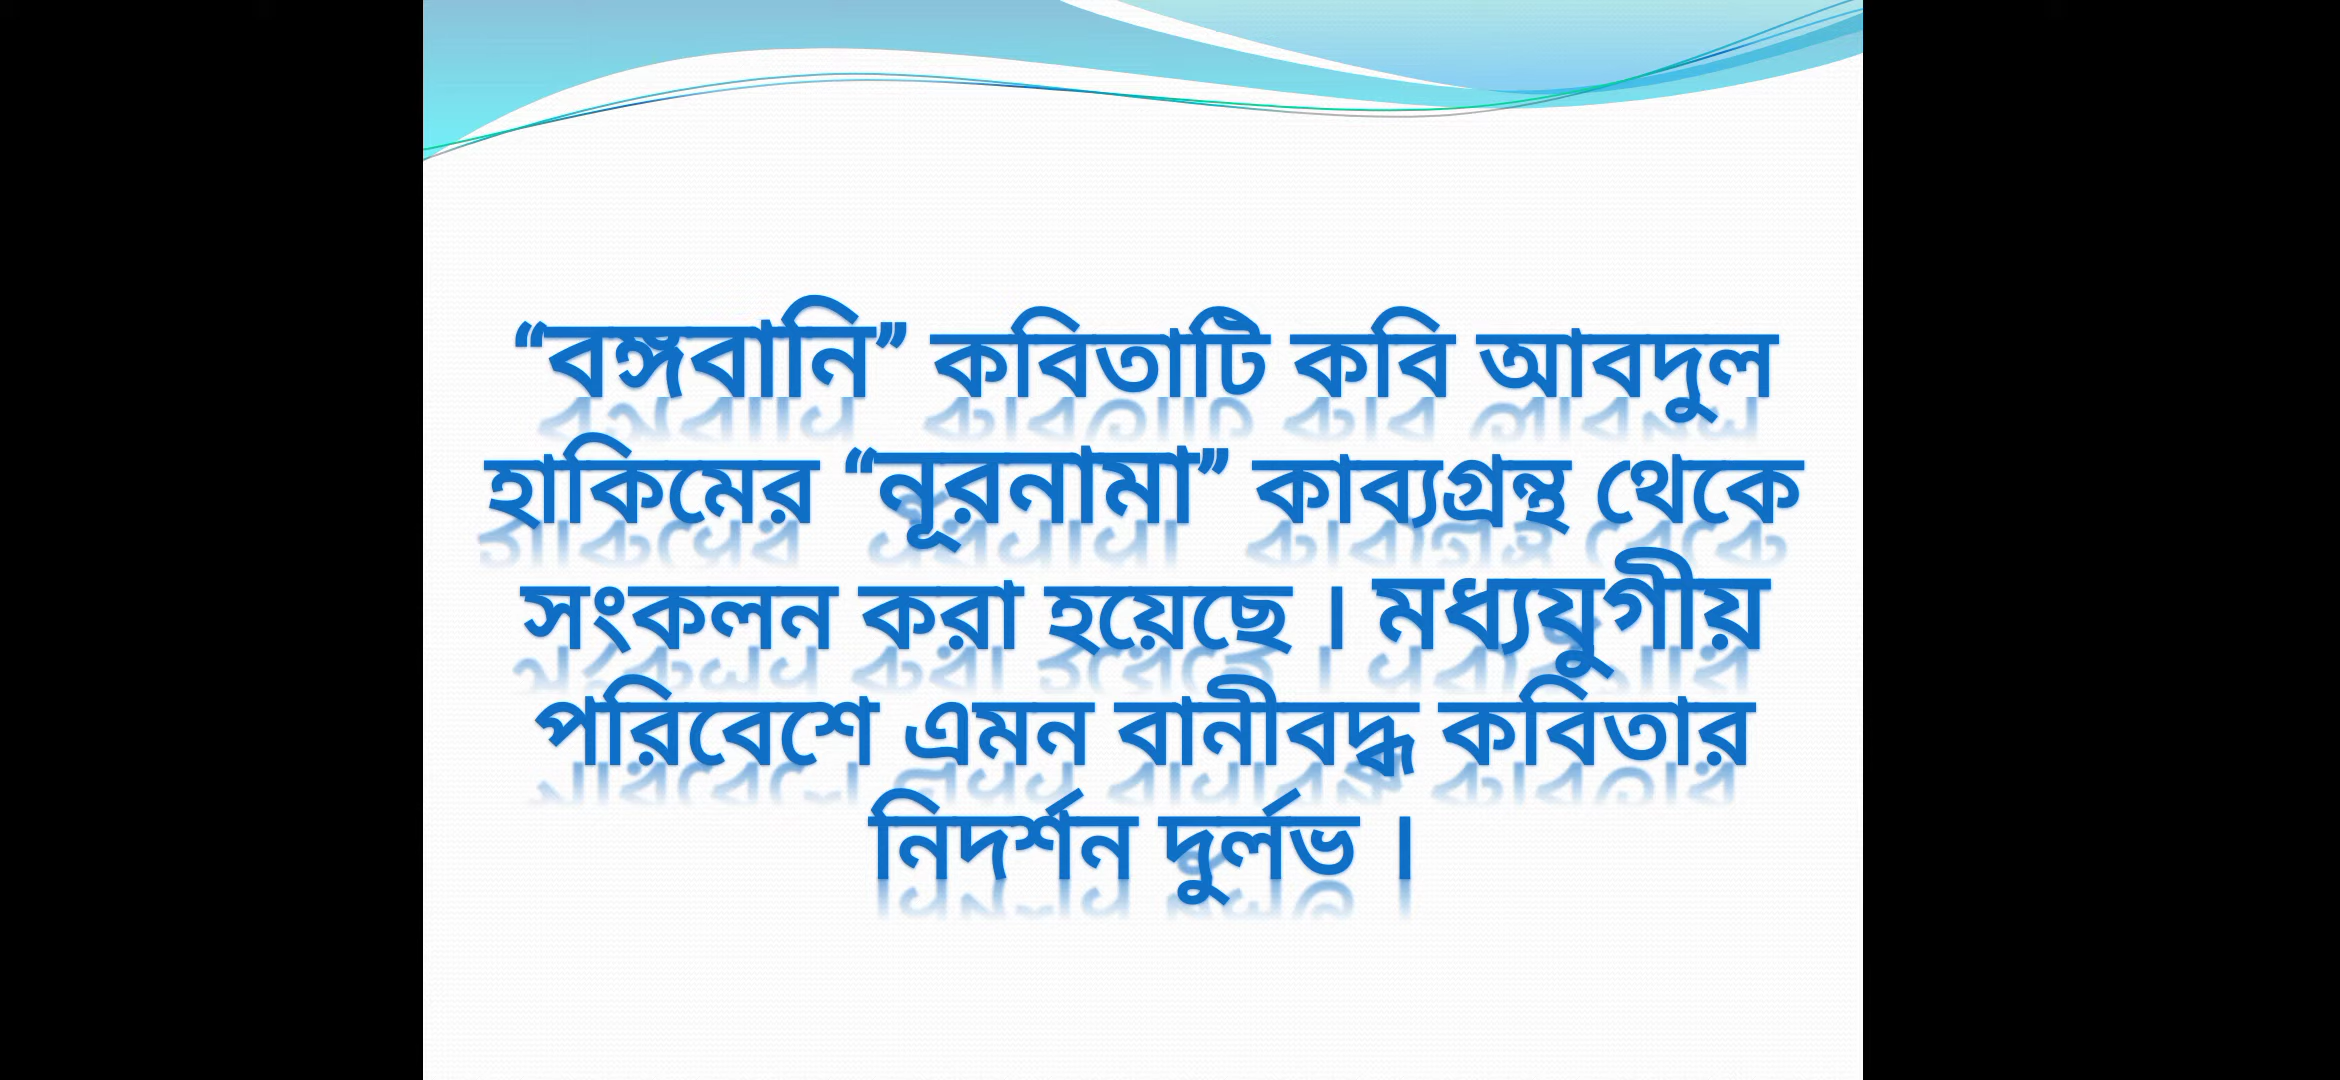 “বঙ্গবানি” কবিতাটি কবি আবদুল
হাকিমের “নূরনামা” কাব্যগ্রন্থ থেকে
সংকলন করা হয়েছে । মধ্যযুগীয়
পরিবেশে এমন বানীবদ্ধ কবিতার
নিদর্শন দুর্লভ ।